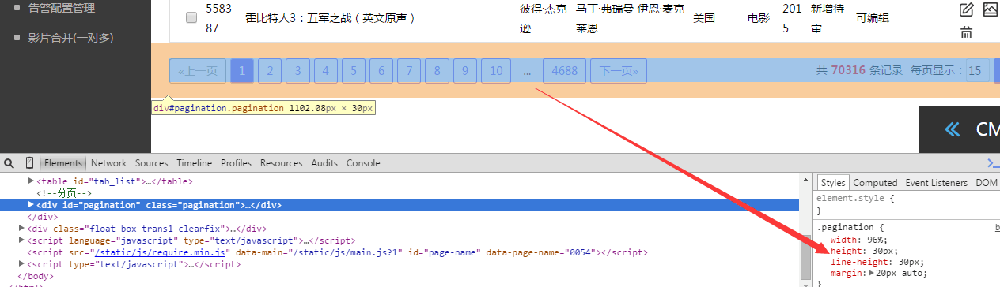 告警配置管理
影片合并(一对多)
5583 霍比特人3：五军之战（英文原声） 彼得·杰克 马丁·弗瑞曼 伊恩·麦克 美国 电影 201 新增待 可编辑
87 逊 莱恩 5 审
«上一页 1 2 3 4 5 6 7 8 9 10 ... 4688 下一页» 共 70316 条记录 每页显示： 15
div#pagination.pagination 1102.08px × 30px
CM
Elements Network Sources Timeline Profiles Resources Audits Console
<table id="tab_list">…</table>
<!--分页-->
<div id="pagination" class="pagination">…</div>
</div>
<div class="float-box trans1 clearfix">…</div>
<script language="javascript" type="text/javascript">…</script>
<script src="/static/js/require.min.js" data-main="/static/js/main.js?1" id="page-name" data-page-name="0054"></script>
<script type="text/javascript">…</script>
</body>
Styles Computed Event Listeners DOM
element.style {
}
.pagination {
width: 96%;
height: 30px;
line-height: 30px;
margin: 20px auto;
}